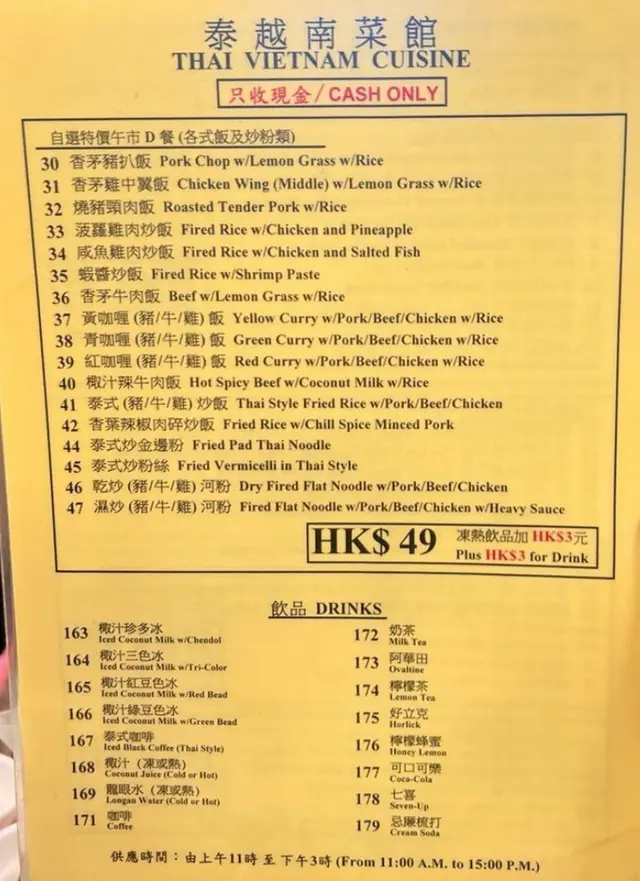 泰越南菜館
THAI VIETNAM CUISINE
只收現金/CASH ONLY
自選特價午市 D 餐 (各式飯及炒粉類)
30 香茅豬扒飯 Pork Chop w/Lemon Grass w/Rice
31 香茅雞中翼飯 Chicken Wing (Middle) w/Lemon Grass w/Rice
32 燒豬頸肉飯 Roasted Tender Pork w/Rice
33 菠蘿雞肉炒飯 Fired Rice w/Chicken and Pineapple
34 咸魚雞肉炒飯 Fired Rice w/Chicken and Salted Fish
35 蝦醬炒飯 Fired Rice w/Shrimp Paste
36 香茅牛肉飯 Beef w/Lemon Grass w/Rice
37 黃咖喱 (豬/牛/雞) 飯 Yellow Curry w/Pork/Beef/Chicken w/Rice
38 青咖喱 (豬/牛/雞) 飯 Green Curry w/Pork/Beef/Chicken w/Rice
39 紅咖喱 (豬/牛/雞) 飯 Red Curry w/Pork/Beef/Chicken w/Rice
40 椰汁辣牛肉飯 Hot Spicy Beef w/Coconut Milk w/Rice
41 泰式 (豬/牛/雞) 炒飯 Thai Style Fried Rice w/Pork/Beef/Chicken
42 香葉辣椒肉碎炒飯 Fried Rice w/Chill Spice Minced Pork
44 泰式炒金邊粉 Fried Pad Thai Noodle
45 泰式炒粉絲 Fried Vermicelli in Thai Style
46 乾炒 (豬/牛/雞) 河粉 Dry Fired Flat Noodle w/Pork/Beef/Chicken
47 濕炒 (豬/牛/雞) 河粉 Fired Flat Noodle w/Pork/Beef/Chicken w/Heavy Sauce
HK$ 49
凍熱飲品加 HK$3元
Plus HK$3 for Drink
飲品 DRINKS
163 椰汁珍多冰
Iced Coconut Milk w/Chendol
164 椰汁三色冰
Iced Coconut Milk w/Tri-Color
165 椰汁紅豆色冰
Iced Coconut Milk w/Red Bead
166 椰汁綠豆色冰
Iced Coconut Milk w/Green Bead
167 泰式咖啡
Iced Black Coffee (Thai Style)
168 椰汁 (凍或熱)
Coconut Juice (Cold or Hot)
169 龍眼水 (凍或熱)
Longan Water (Cold or Hot)
171 咖啡
Coffee
172 奶茶
Milk Tea
173 阿華田
Ovaltine
174 檸檬茶
Lemon Tea
175 好立克
Horlick
176 檸檬蜂蜜
Honey Lemon
177 可口可樂
Coca-Cola
178 七喜
Seven-Up
179 忌廉梳打
Cream Soda
供應時間：由上午11時 至 下午3時 (From 11:00 A.M. to 15:00 P.M.)